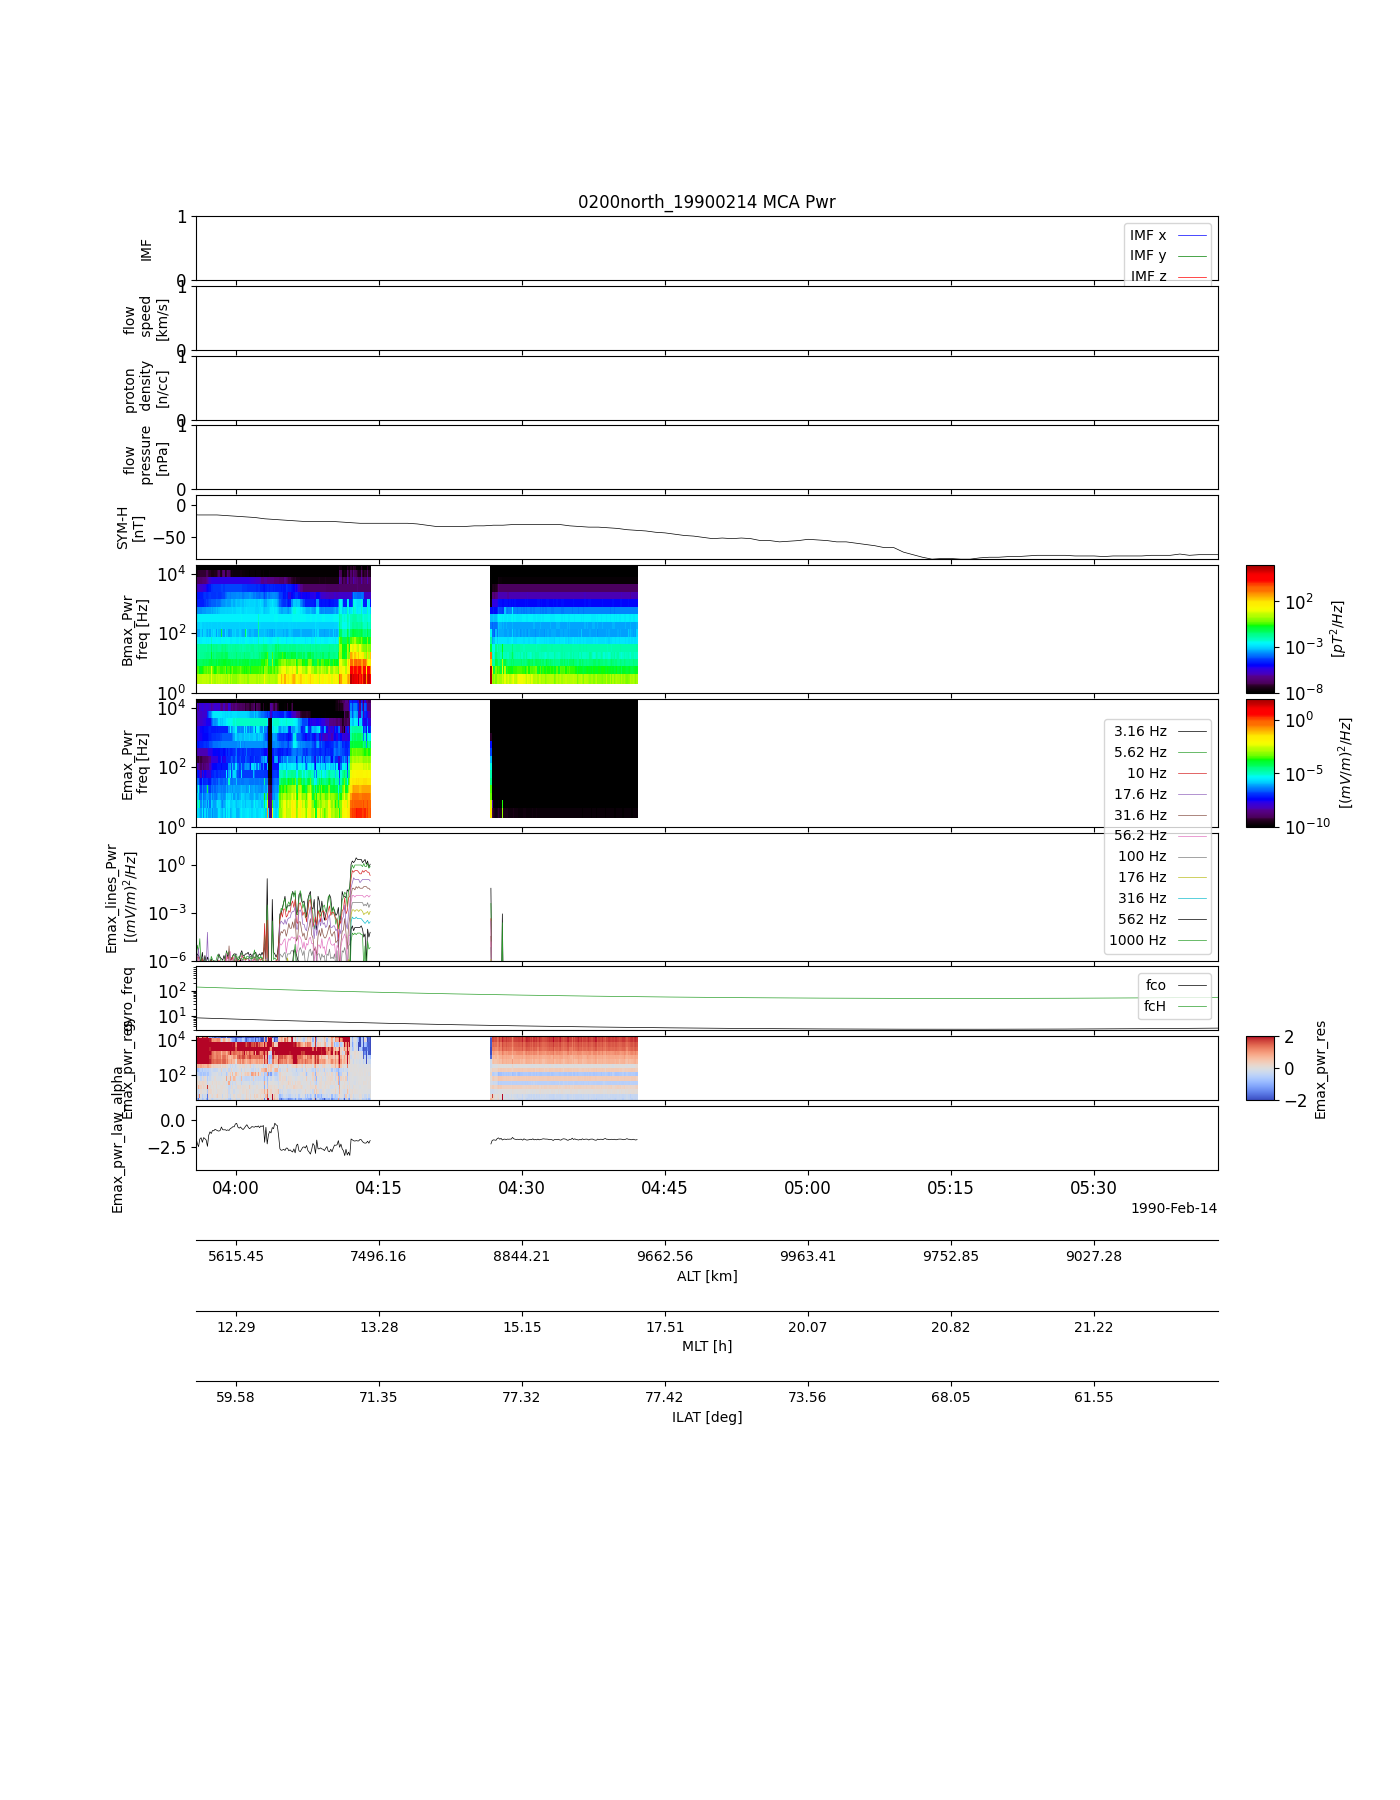 0200north_19900214 MCA Pwr
1
0
IMF
IMF x
IMF y
IMF z
1
0
flow
speed
[km/s]
1
0
proton
density
[n/cc]
1
0
flow
pressure
[nPa]
0
−50
SYM-H
[nT]
10^4
10^2
10^0
Bmax_Pwr
freq [Hz]
10^2
10^-3
10^-8
[pT^2/Hz]
10^4
10^2
10^0
Emax_Pwr
freq [Hz]
10^0
10^-5
10^-10
[(mV/m)^2/Hz]
3.16 Hz
5.62 Hz
10 Hz
17.6 Hz
31.6 Hz
56.2 Hz
100 Hz
176 Hz
316 Hz
562 Hz
1000 Hz
10^0
10^-3
10^-6
Emax_lines_Pwr
[(mV/m)^2/Hz]
10^2
10^1
gyro_freq
fco
fcH
10^4
10^2
Emax_pwr_res
2
0
−2
Emax_pwr_res
0.0
−2.5
Emax_pwr_law_alpha
04:00 04:15 04:30 04:45 05:00 05:15 05:30
1990-Feb-14
5615.45 7496.16 8844.21 9662.56 9963.41 9752.85 9027.28
ALT [km]
12.29 13.28 15.15 17.51 20.07 20.82 21.22
MLT [h]
59.58 71.35 77.32 77.42 73.56 68.05 61.55
ILAT [deg]